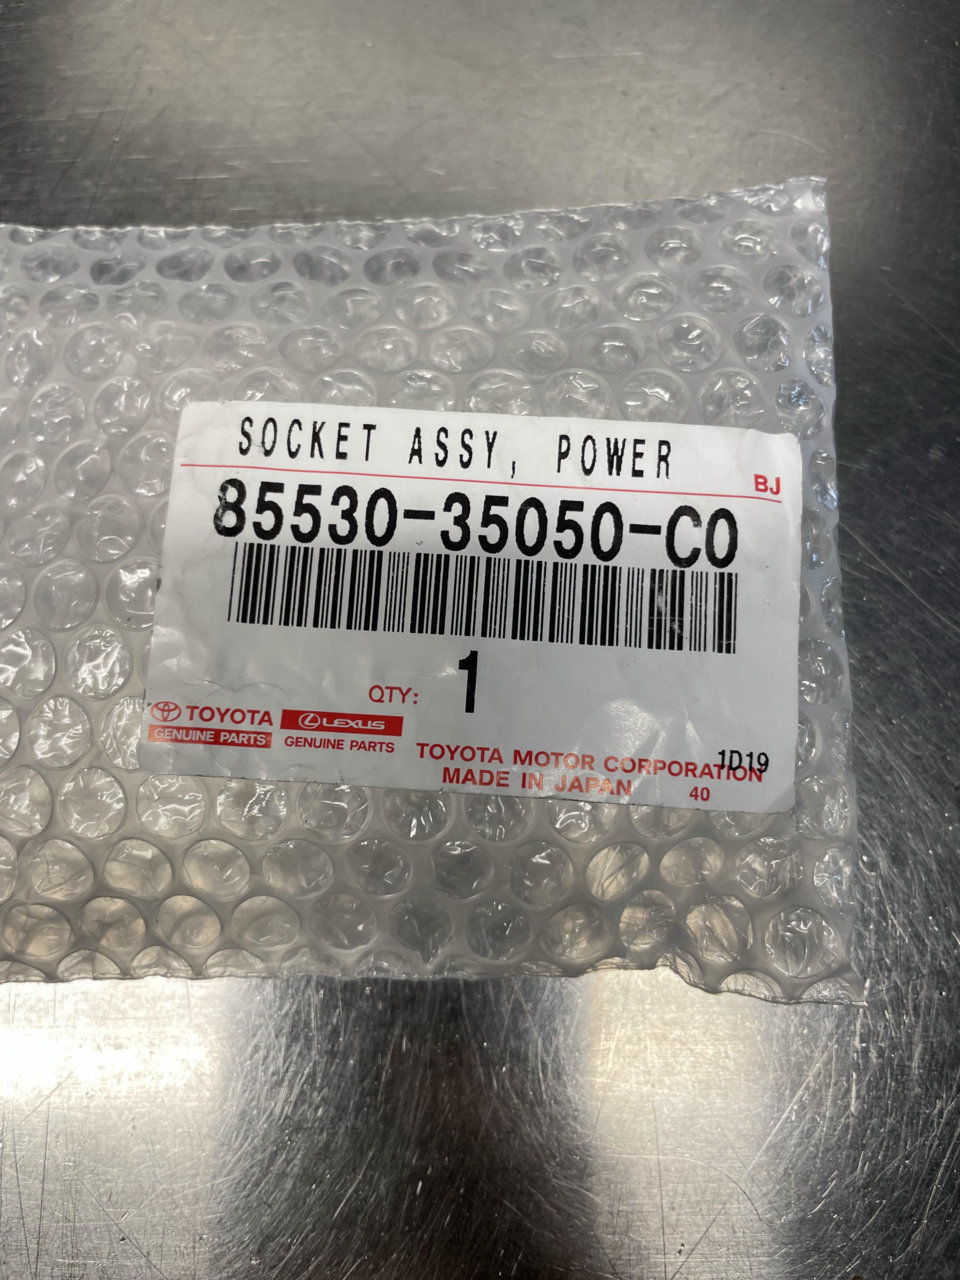 SOCKET ASSY, POWER
BJ
85530-35050-C0
QTY: 1
TOYOTA
GENUINE PARTS
LEXUS
GENUINE PARTS
1D19
TOYOTA MOTOR CORPORATION
MADE IN JAPAN 40